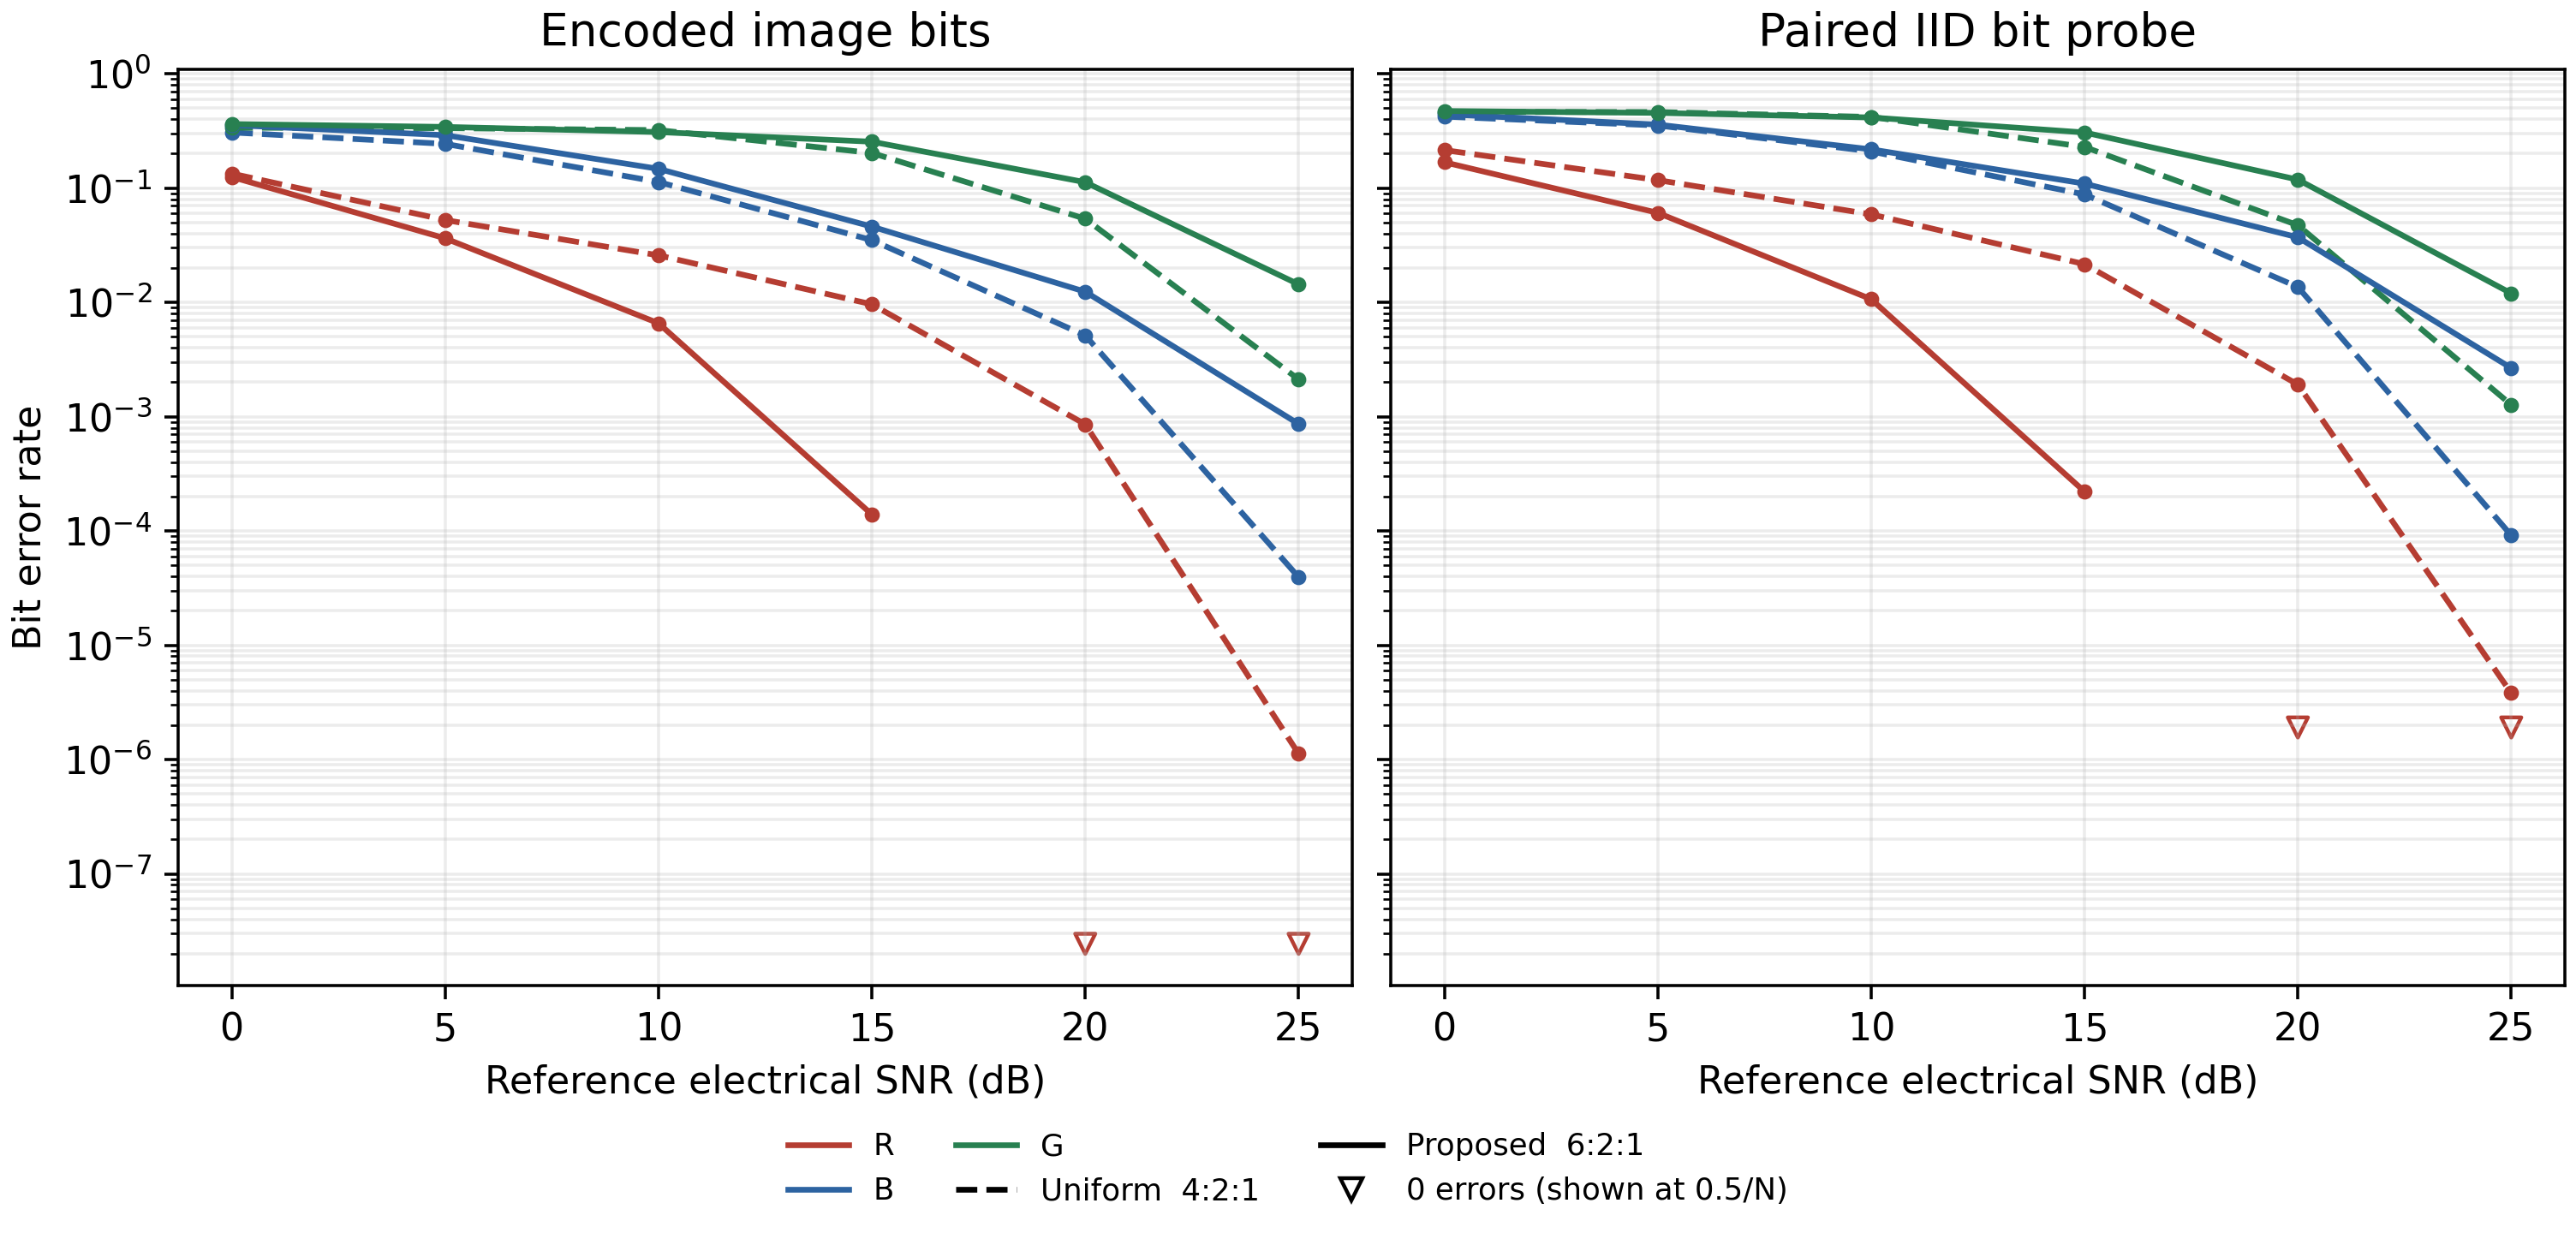 Encoded image bits
Paired IID bit probe
10⁰
10⁻¹
10⁻²
10⁻³
10⁻⁴
10⁻⁵
10⁻⁶
10⁻⁷
Bit error rate
0 5 10 15 20 25
0 5 10 15 20 25
Reference electrical SNR (dB)
Reference electrical SNR (dB)
R G Proposed 6:2:1
B Uniform 4:2:1 0 errors (shown at 0.5/N)